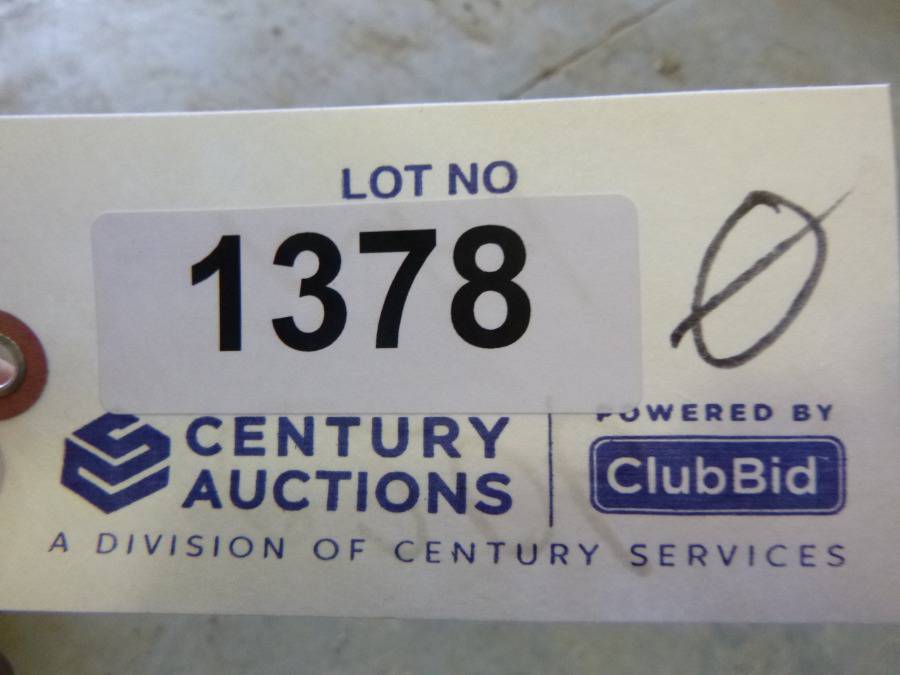 LOT NO
1378 Ø
CENTURY
AUCTIONS
POWERED BY
ClubBid
A DIVISION OF CENTURY SERVICES